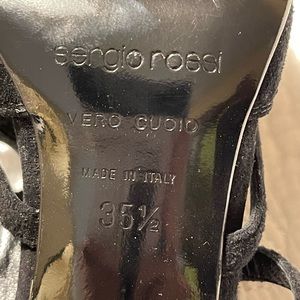 sergio rossi
VERO CUOIO
MADE IN ITALY
35½